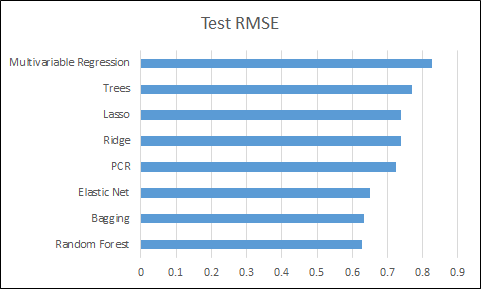 Test RMSE
Multivariable Regression
Trees
Lasso
Ridge
PCR
Elastic Net
Bagging
Random Forest
0 0.1 0.2 0.3 0.4 0.5 0.6 0.7 0.8 0.9